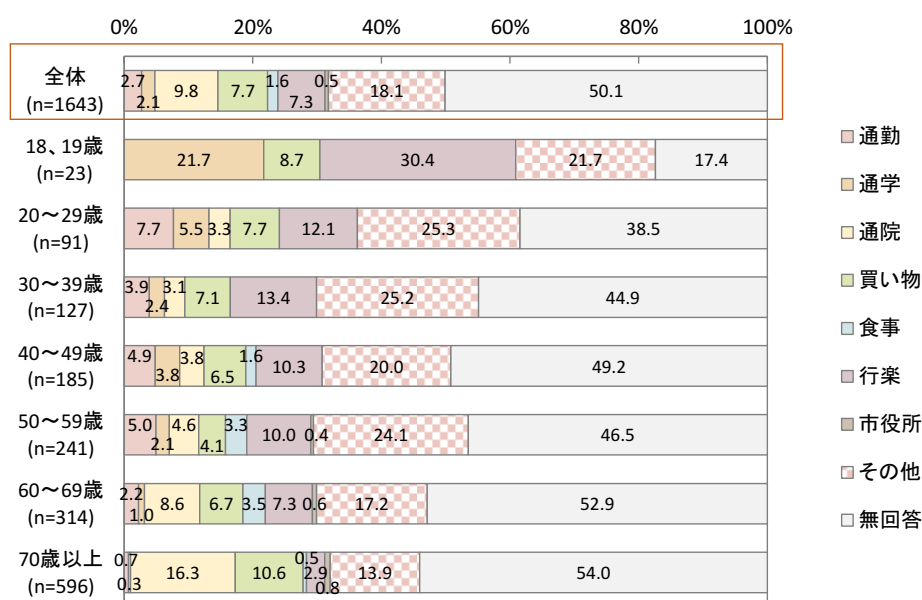 0% 20% 40% 60% 80% 100%
全体
(n=1643)
2.7 2.1 9.8 7.7 1.6 7.3 0.5 18.1 50.1
18、19歳
(n=23)
21.7 8.7 30.4 21.7 17.4
20～29歳
(n=91)
7.7 5.5 3.3 7.7 12.1 25.3 38.5
30～39歳
(n=127)
3.9 2.4 3.1 7.1 13.4 25.2 44.9
40～49歳
(n=185)
4.9 3.8 3.8 6.5 1.6 10.3 20.0 49.2
50～59歳
(n=241)
5.0 2.1 4.6 4.1 3.3 10.0 0.4 24.1 46.5
60～69歳
(n=314)
2.2 1.0 8.6 6.7 3.5 7.3 0.6 17.2 52.9
70歳以上
(n=596)
0.7 0.3 16.3 10.6 0.5 2.9 0.8 13.9 54.0
通勤
通学
通院
買い物
食事
行楽
市役所
その他
無回答